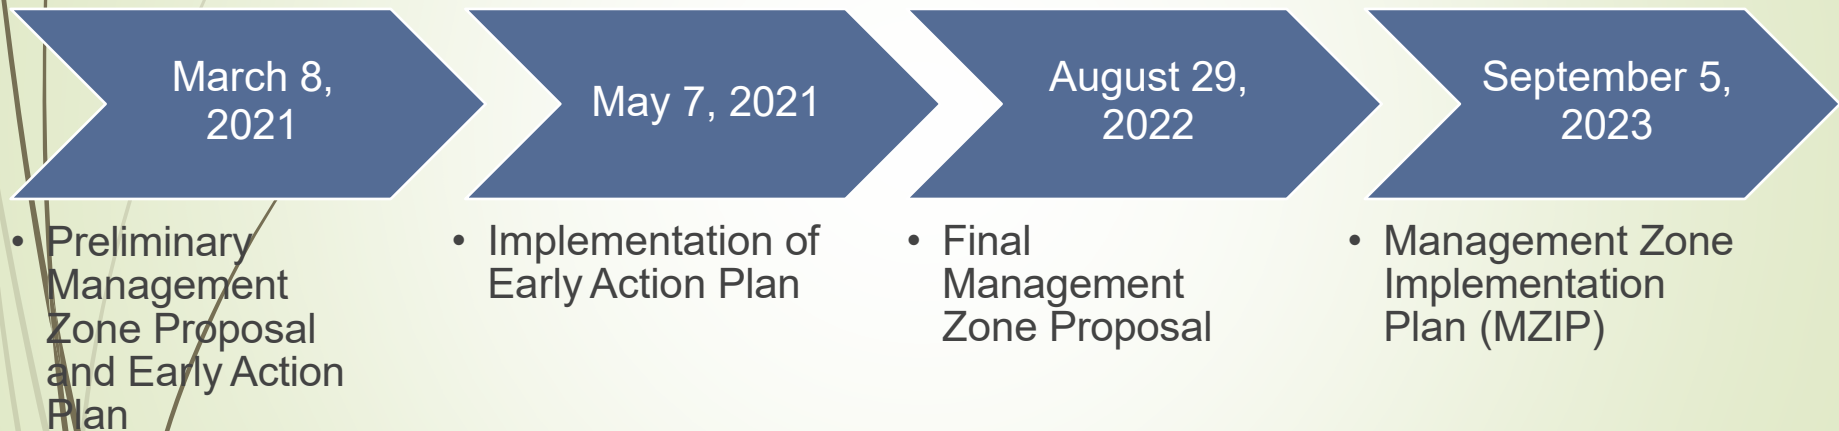 March 8,
2021
• Preliminary
Management
Zone Proposal
and Early Action
Plan
May 7, 2021
• Implementation of
Early Action Plan
August 29,
2022
• Final
Management
Zone Proposal
September 5,
2023
• Management Zone
Implementation
Plan (MZIP)